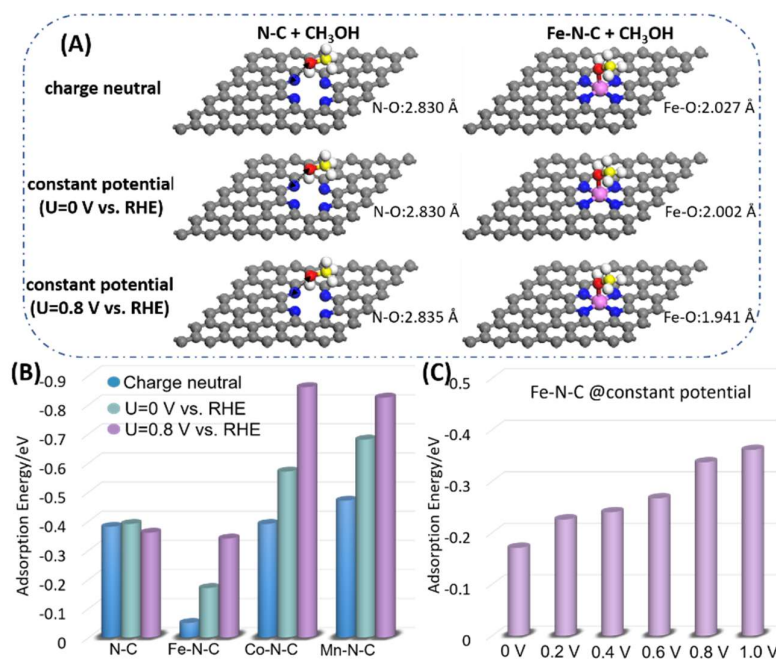 (A)
N-C + CH₃OH
Fe-N-C + CH₃OH
charge neutral
N-O:2.830 Å
Fe-O:2.027 Å
constant potential
(U=0 V vs. RHE)
N-O:2.830 Å
Fe-O:2.002 Å
constant potential
(U=0.8 V vs. RHE)
N-O:2.835 Å
Fe-O:1.941 Å
(B)
Adsorption Energy/eV
-0.9
-0.8
-0.7
-0.6
-0.5
-0.4
-0.3
-0.2
-0.1
0
Charge neutral
U=0 V vs. RHE
U=0.8 V vs. RHE
N-C
Fe-N-C
Co-N-C
Mn-N-C
(C)
Adsorption Energy/eV
-0.5
-0.4
-0.3
-0.2
-0.1
0
Fe-N-C @constant potential
0 V
0.2 V
0.4 V
0.6 V
0.8 V
1.0 V